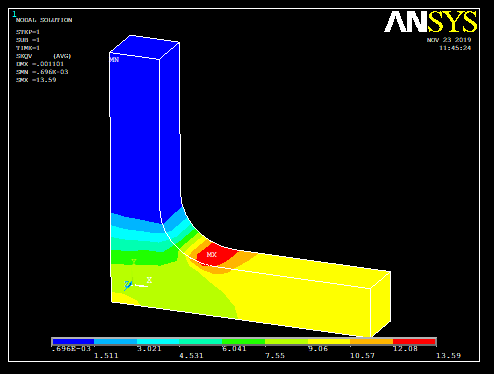 1
NODAL SOLUTION
STEP=1
SUB =1
TIME=1
SEQV (AVG)
DMX =.001101
SMN =.696E-03
SMX =13.59
ANSYS
NOV 23 2019
11:45:24
MN
MX
Y
Z
X
.696E-03
1.511
3.021
4.531
6.041
7.55
9.06
10.57
12.08
13.59